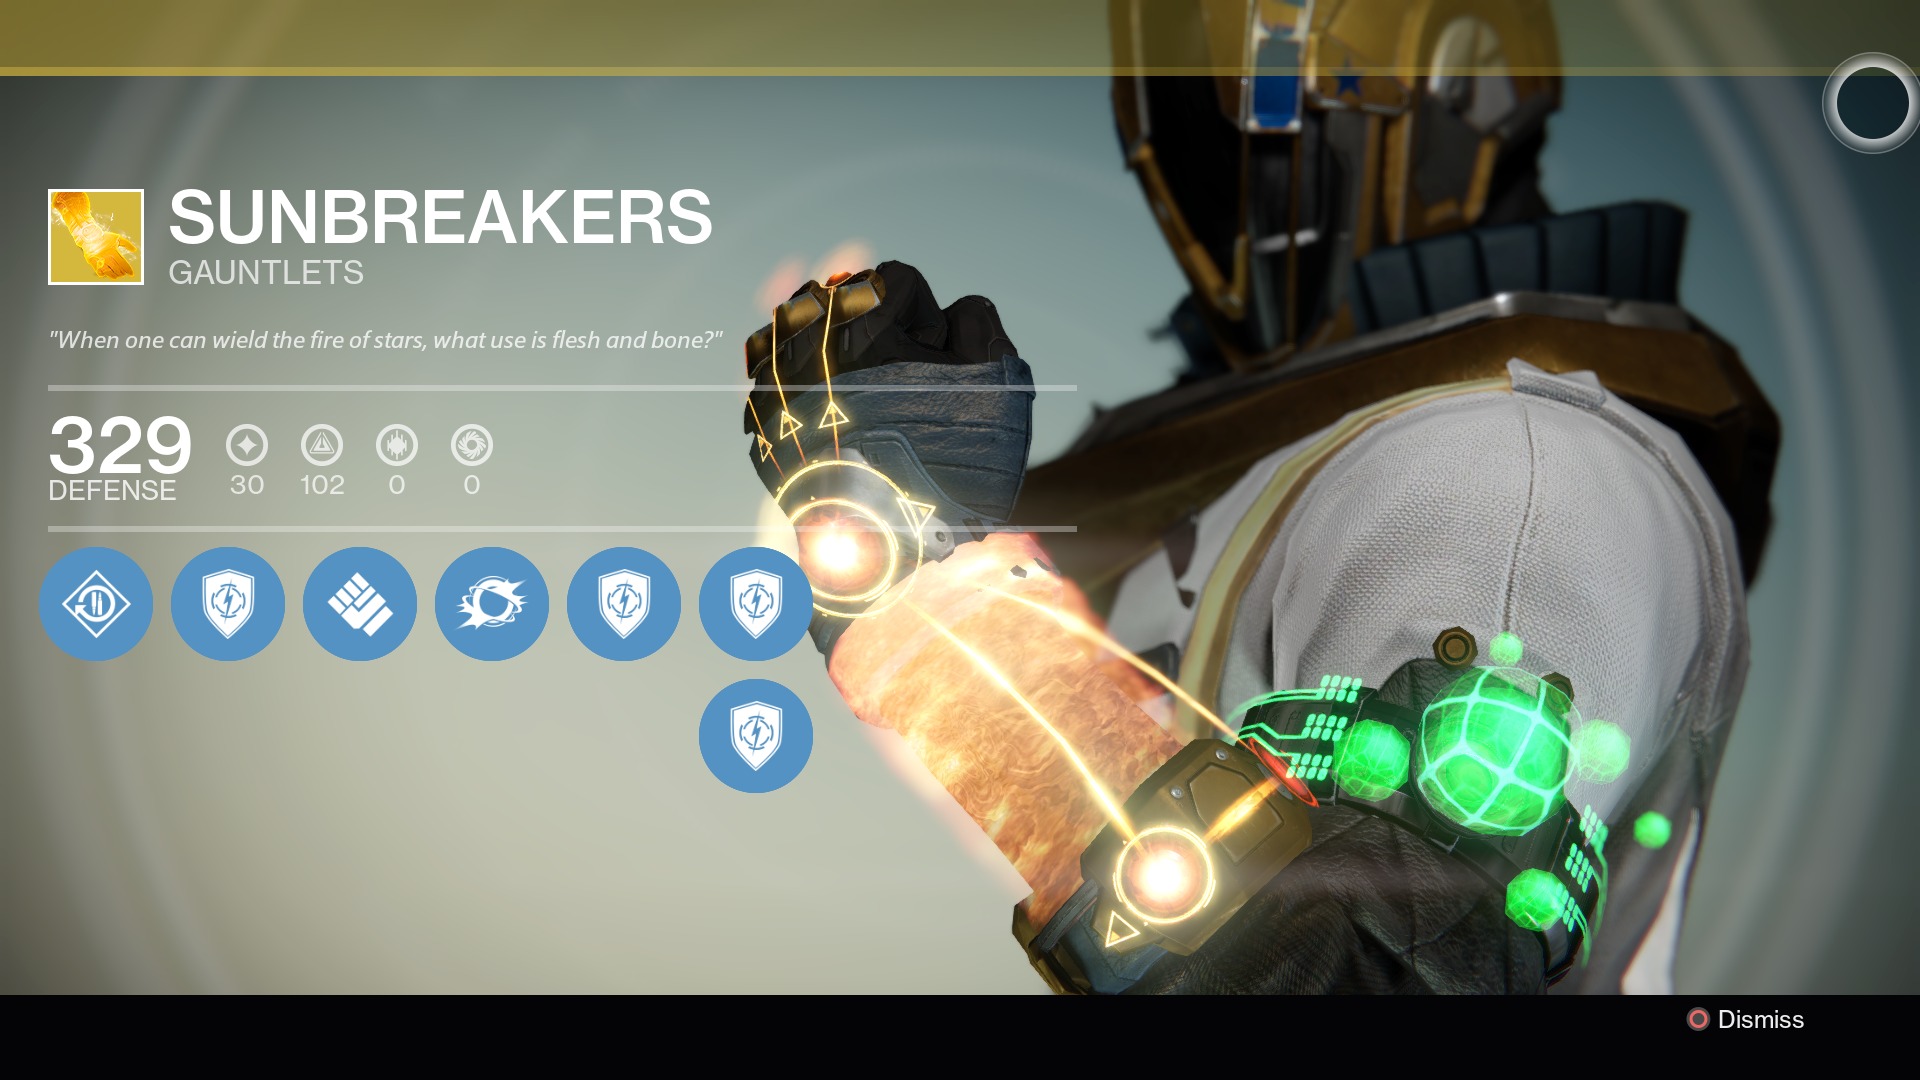 SUNBREAKERS
GAUNTLETS
"When one can wield the fire of stars, what use is flesh and bone?"
329
DEFENSE
30
102
0
0
Dismiss